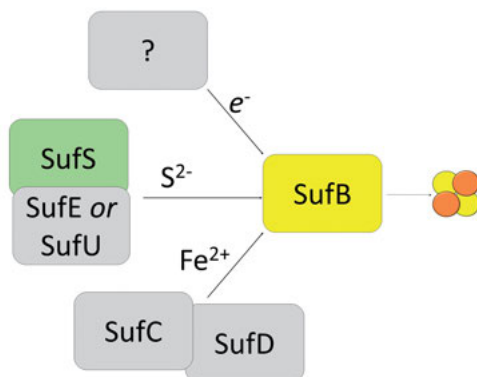 ?
e-
SufS
S2-
SufE or
SufU
SufB
Fe2+
SufC
SufD